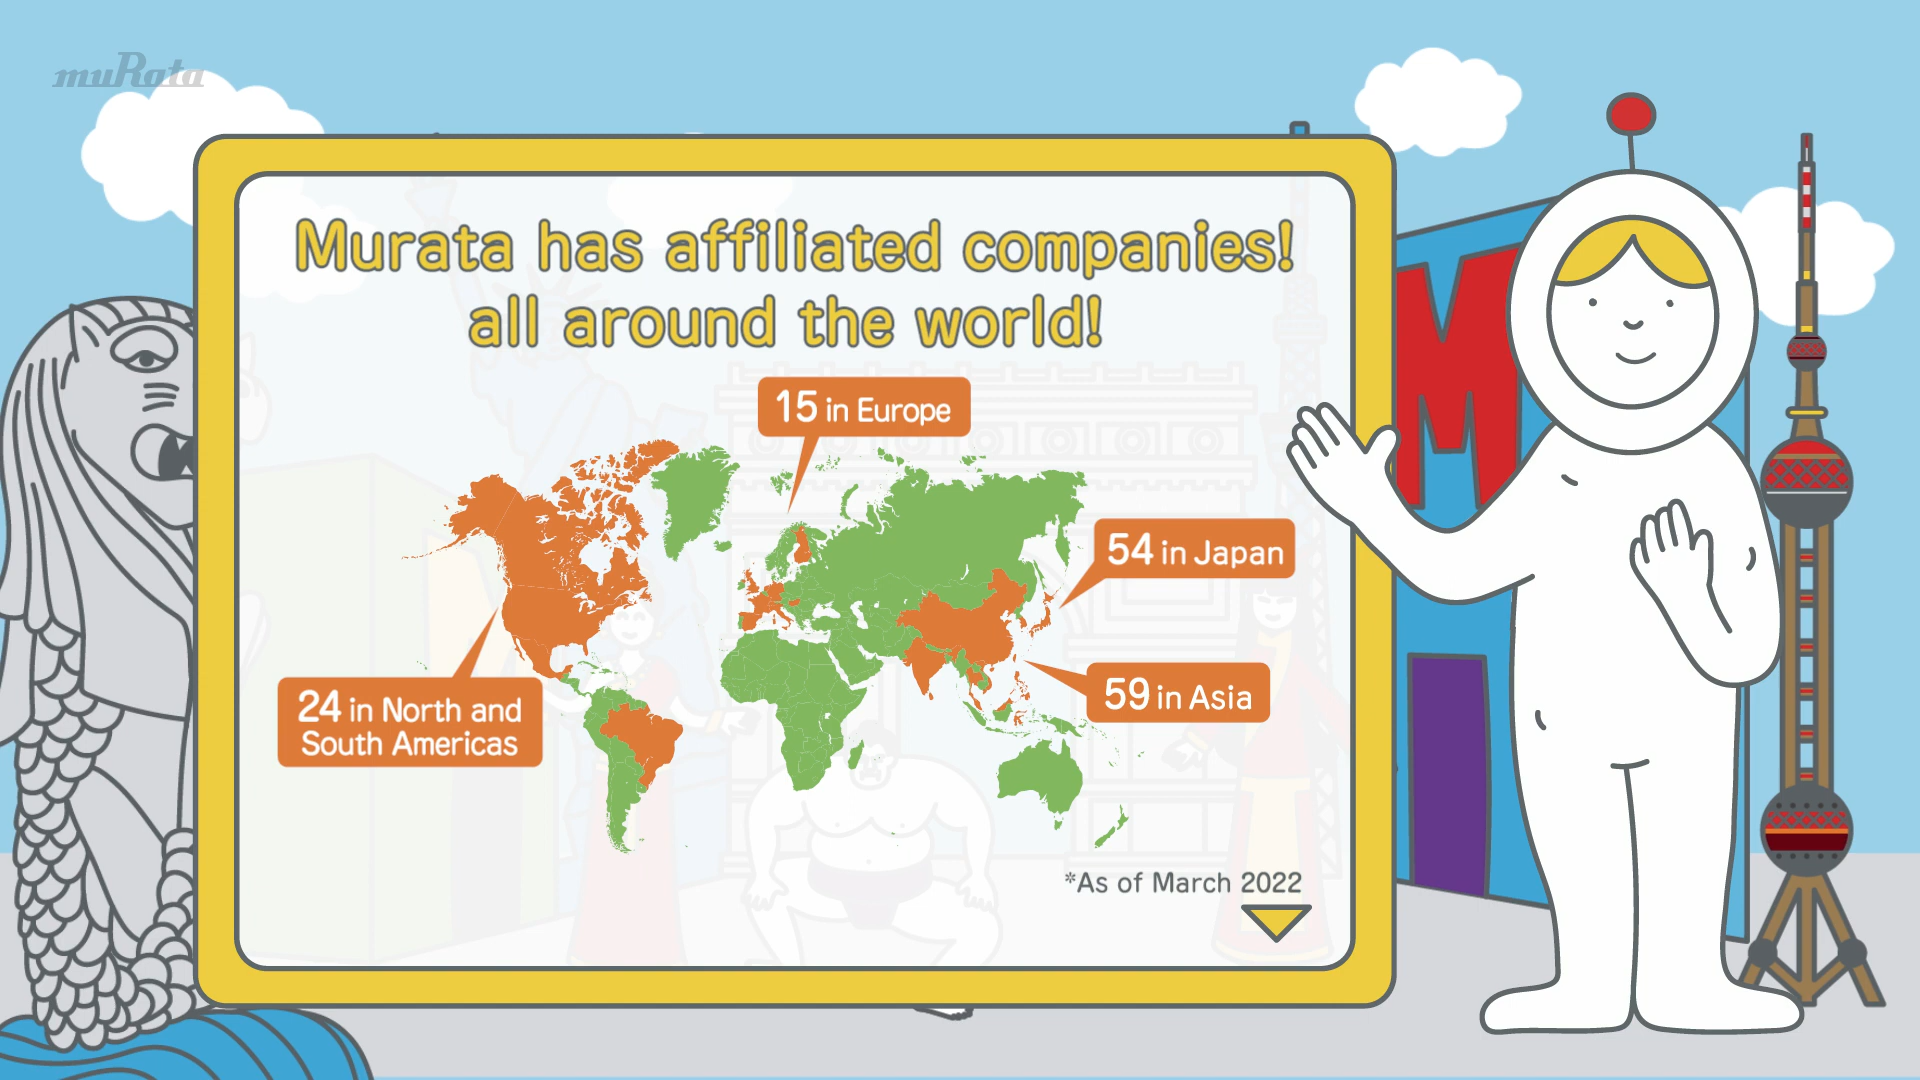 muRata
Murata has affiliated companies!
all around the world!
15 in Europe
54 in Japan
59 in Asia
24 in North and
South Americas
*As of March 2022
M